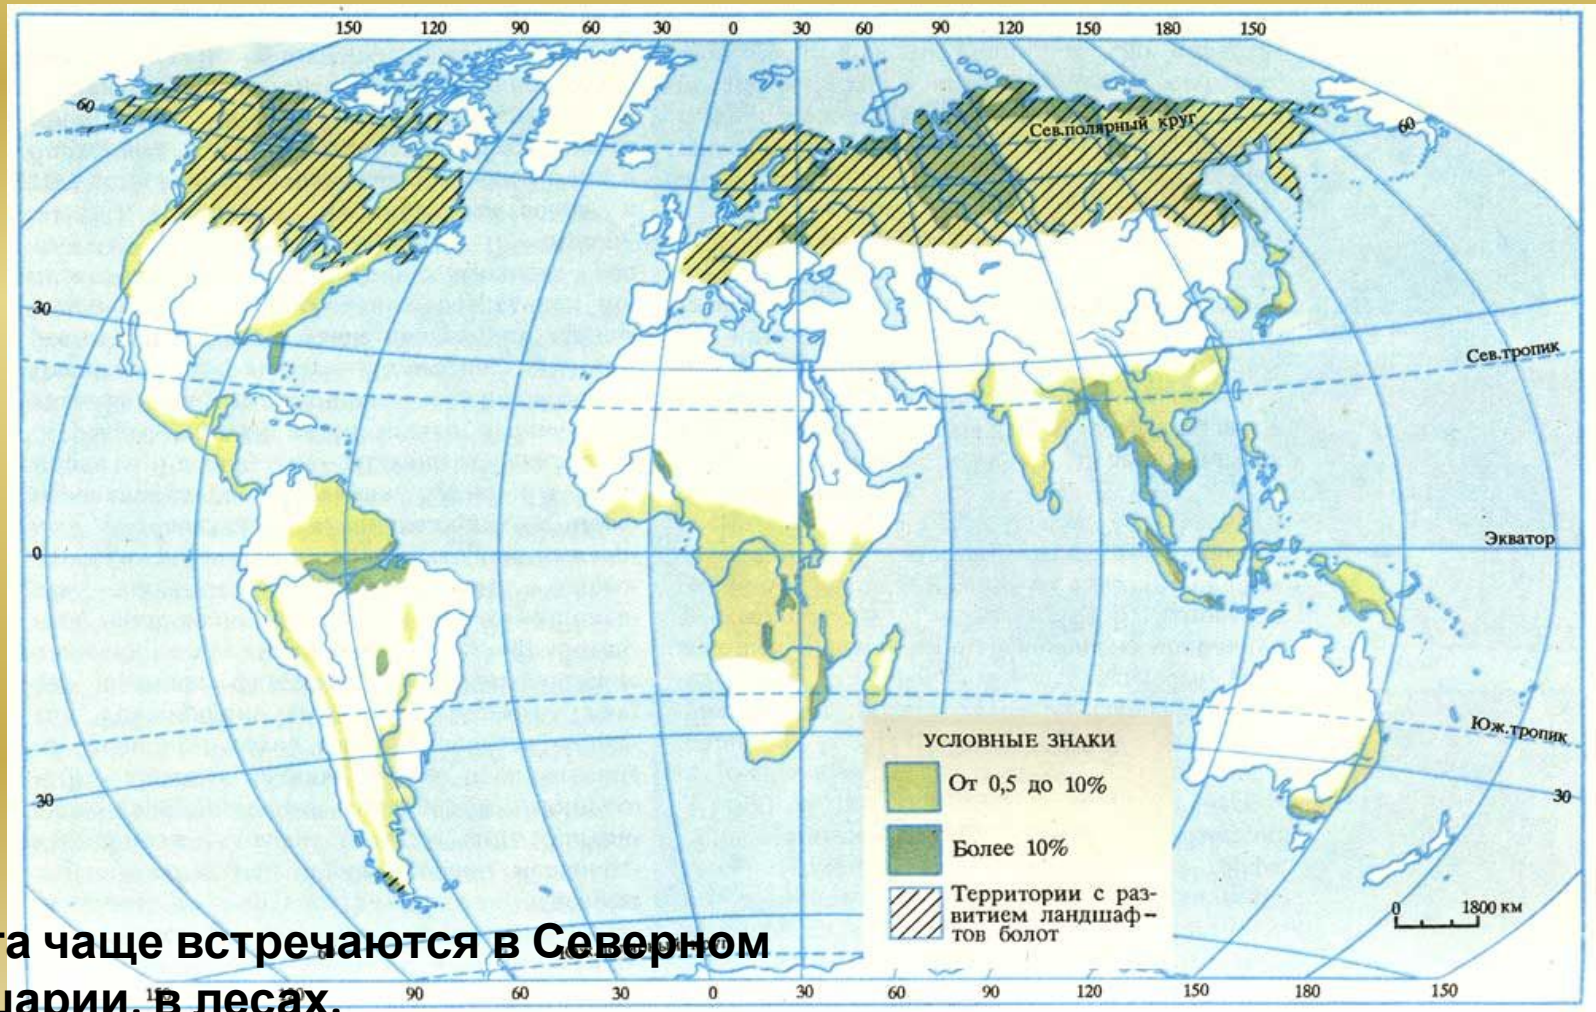 150 120 90 60 30 0 30 60 90 120 150 180 150
60
Сев.полярный круг
60
30
Сев.тропик
0
Экватор
Юж.тропик
30
30
УСЛОВНЫЕ ЗНАКИ
От 0,5 до 10%
Более 10%
Территории с раз-
витием ландшаф-
тов болот
0 1800 км
та чаще встречаются в Северном
шарии, в лесах.
90 60 30 0 30 60 90 120 150 180 150